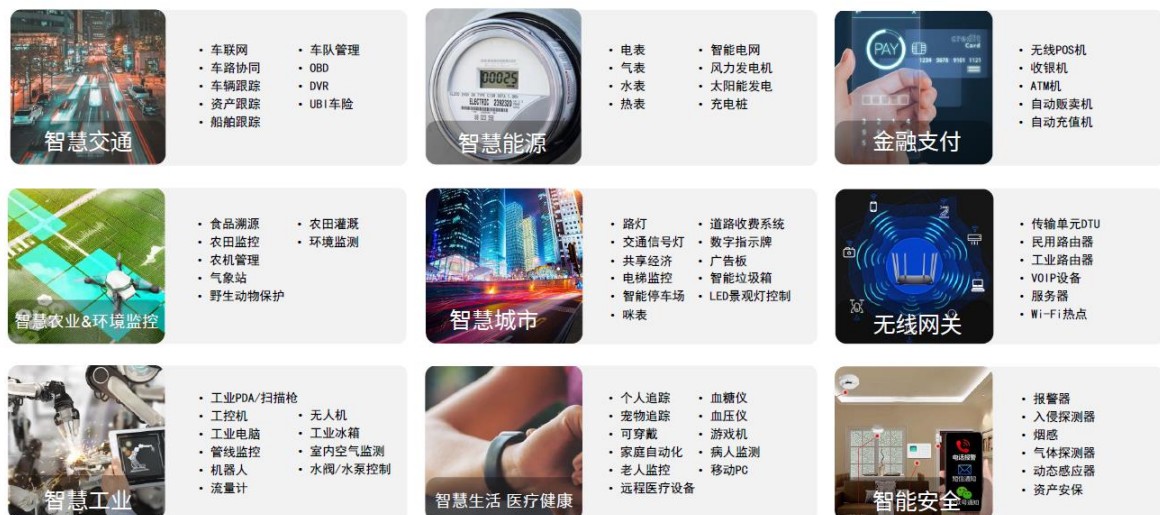 智慧交通
• 车联网
• 车路协同
• 车辆跟踪
• 资产跟踪
• 船舶跟踪
• 车队管理
• OBD
• DVR
• UBI车险
00025
ELECTRIC 2392320
智慧能源
• 电表
• 气表
• 水表
• 热表
• 智能电网
• 风力发电机
• 太阳能发电
• 充电桩
PAY
credit
Card
1234 5678 9101 1121
金融支付
• 无线POS机
• 收银机
• ATM机
• 自动贩卖机
• 自动充值机
智慧农业&环境监控
• 食品溯源
• 农田监控
• 农机管理
• 气象站
• 野生动物保护
• 农田灌溉
• 环境监测
智慧城市
• 路灯
• 交通信号灯
• 共享经济
• 电梯监控
• 智能停车场
• 咪表
• 道路收费系统
• 数字指示牌
• 广告板
• 智能垃圾箱
• LED景观灯控制
无线网关
• 传输单元DTU
• 民用路由器
• 工业路由器
• VOIP设备
• 服务器
• Wi-Fi热点
智慧工业
• 工业PDA/扫描枪
• 工控机
• 工业电脑
• 管线监控
• 机器人
• 流量计
• 无人机
• 工业冰箱
• 室内空气监测
• 水阀/水泵控制
智慧生活 医疗健康
• 个人追踪
• 宠物追踪
• 可穿戴
• 家庭自动化
• 老人监控
• 远程医疗设备
• 血糖仪
• 血压仪
• 游戏机
• 病人监测
• 移动PC
电话报警
短信通知
智能安全
• 报警器
• 入侵探测器
• 烟感
• 气体探测器
• 动态感应器
• 资产安保